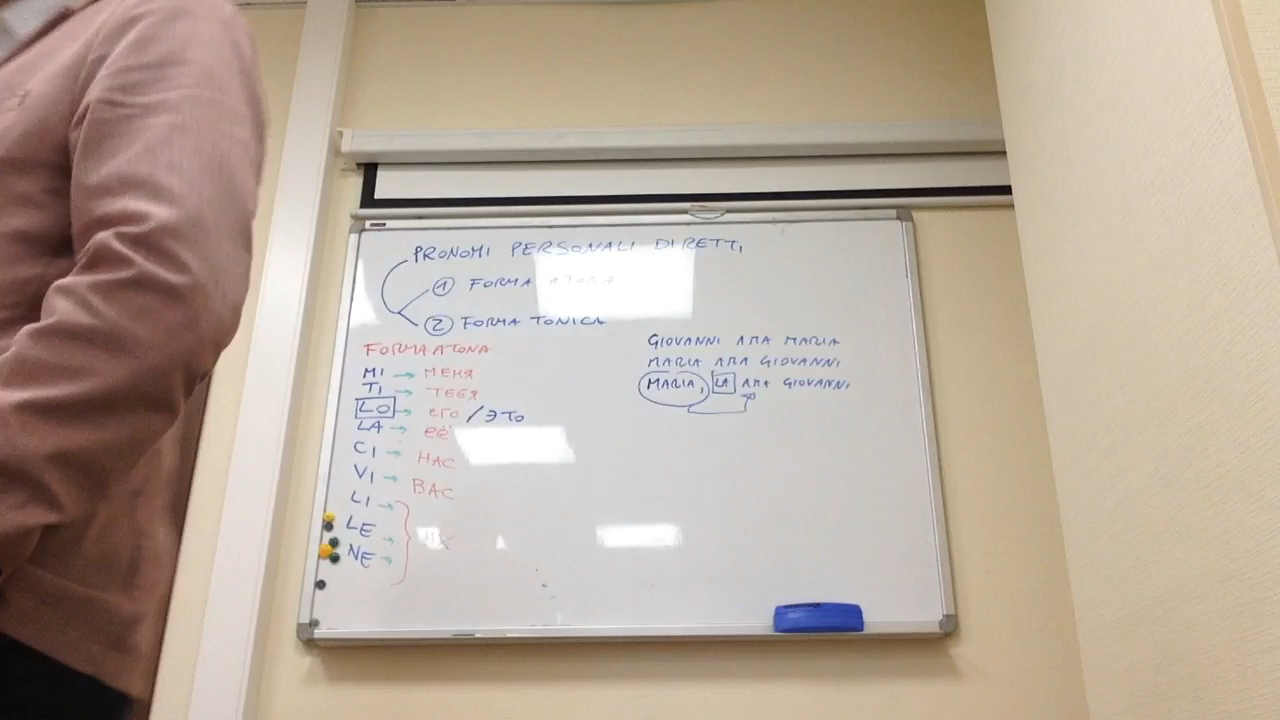 PRONOMI PERSONALI DIRETTI
1 FORMA ATONA
2 FORMA TONICA
FORMA ATONA
MI → МЕНЯ
TI → ТЕБЯ
LO → его / ЭТО
LA → её
CI → НАС
VI → ВАС
LI →
LE →
NE →
ИХ
GIOVANNI AMA MARIA
MARIA AMA GIOVANNI
MARIA, LA AMA GIOVANNI